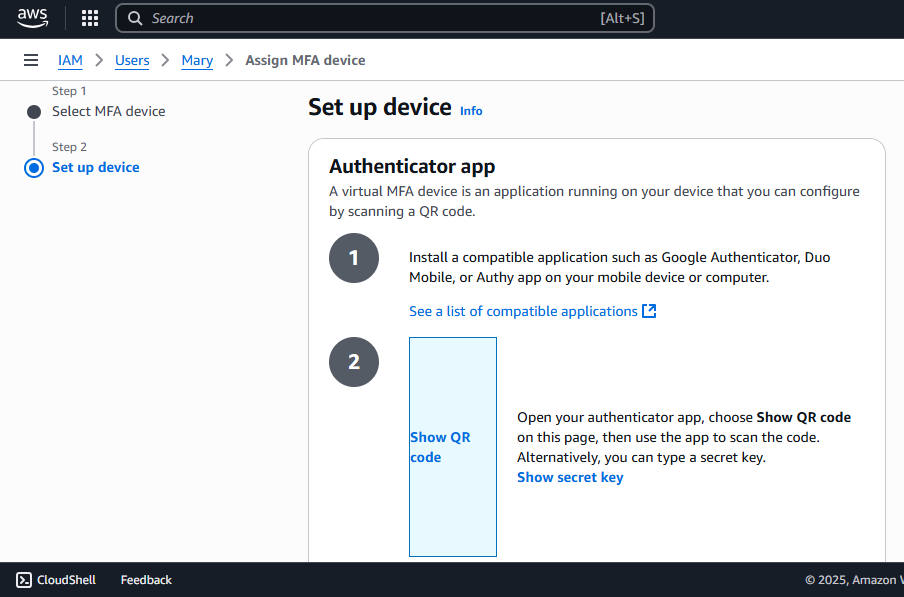 aws
Search [Alt+S]
IAM > Users > Mary > Assign MFA device
Step 1
Select MFA device
Step 2
Set up device
Set up device Info
Authenticator app
A virtual MFA device is an application running on your device that you can configure
by scanning a QR code.
1
Install a compatible application such as Google Authenticator, Duo
Mobile, or Authy app on your mobile device or computer.
See a list of compatible applications
2
Show QR
code
Open your authenticator app, choose Show QR code
on this page, then use the app to scan the code.
Alternatively, you can type a secret key.
Show secret key
CloudShell Feedback © 2025, Amazon